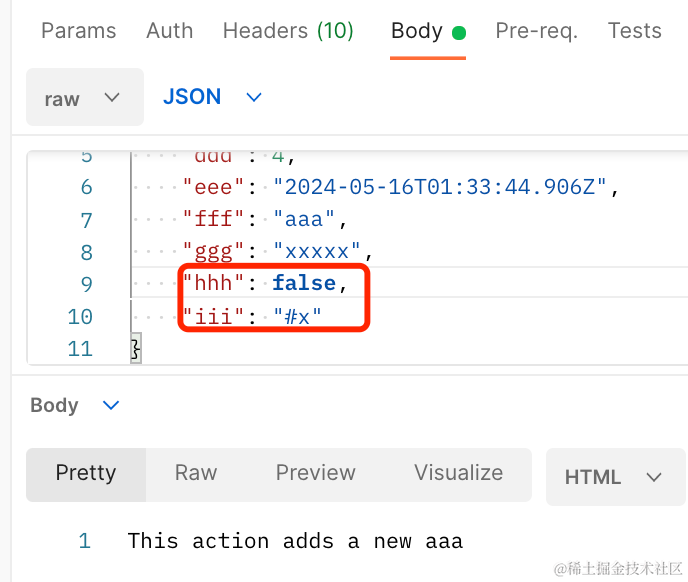 Params Auth Headers (10) Body Pre-req. Tests
raw JSON
5 ddd : 4,
6 "eee": "2024-05-16T01:33:44.906Z",
7 "fff": "aaa",
8 "ggg": "xxxxx",
9 "hhh": false,
10 "iii": "#x"
11 }
Body
Pretty Raw Preview Visualize HTML
1 This action adds a new aaa
@稀土掘金技术社区